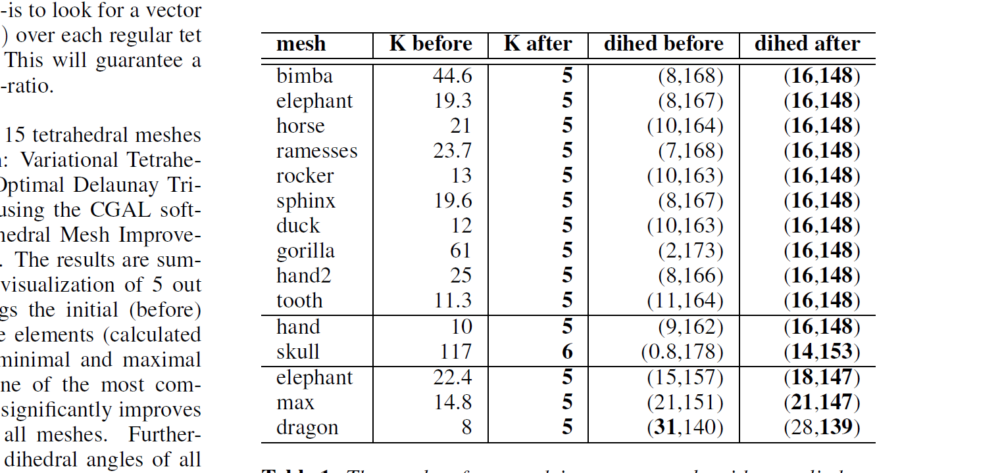 -is to look for a vector
) over each regular tet
This will guarantee a
-ratio.
15 tetrahedral meshes
: Variational Tetrahe-
Optimal Delaunay Tri-
using the CGAL soft-
hedral Mesh Improve-
. The results are sum-
visualization of 5 out
gs the initial (before)
e elements (calculated
minimal and maximal
ne of the most com-
significantly improves
all meshes. Further-
dihedral angles of all
mesh K before K after dihed before dihed after
bimba 44.6 5 (8,168) (16,148)
elephant 19.3 5 (8,167) (16,148)
horse 21 5 (10,164) (16,148)
ramesses 23.7 5 (7,168) (16,148)
rocker 13 5 (10,163) (16,148)
sphinx 19.6 5 (8,167) (16,148)
duck 12 5 (10,163) (16,148)
gorilla 61 5 (2,173) (16,148)
hand2 25 5 (8,166) (16,148)
tooth 11.3 5 (11,164) (16,148)
hand 10 5 (9,162) (16,148)
skull 117 6 (0.8,178) (14,153)
elephant 22.4 5 (15,157) (18,147)
max 14.8 5 (21,151) (21,147)
dragon 8 5 (31,140) (28,139)